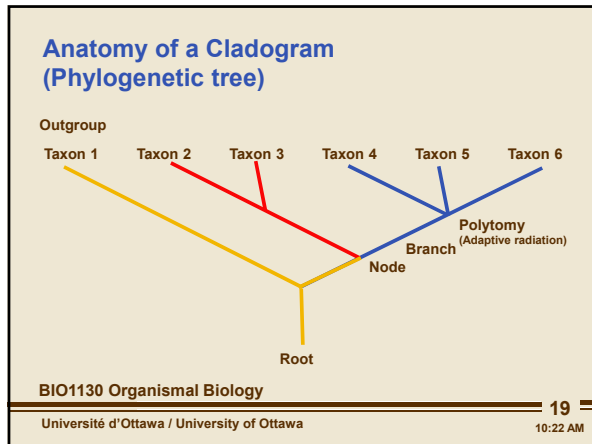 Anatomy of a Cladogram
(Phylogenetic tree)
Outgroup
Taxon 1 Taxon 2 Taxon 3 Taxon 4 Taxon 5 Taxon 6
Polytomy
(Adaptive radiation)
Branch
Node
Root
BIO1130 Organismal Biology
19
Université d'Ottawa / University of Ottawa
10:22 AM